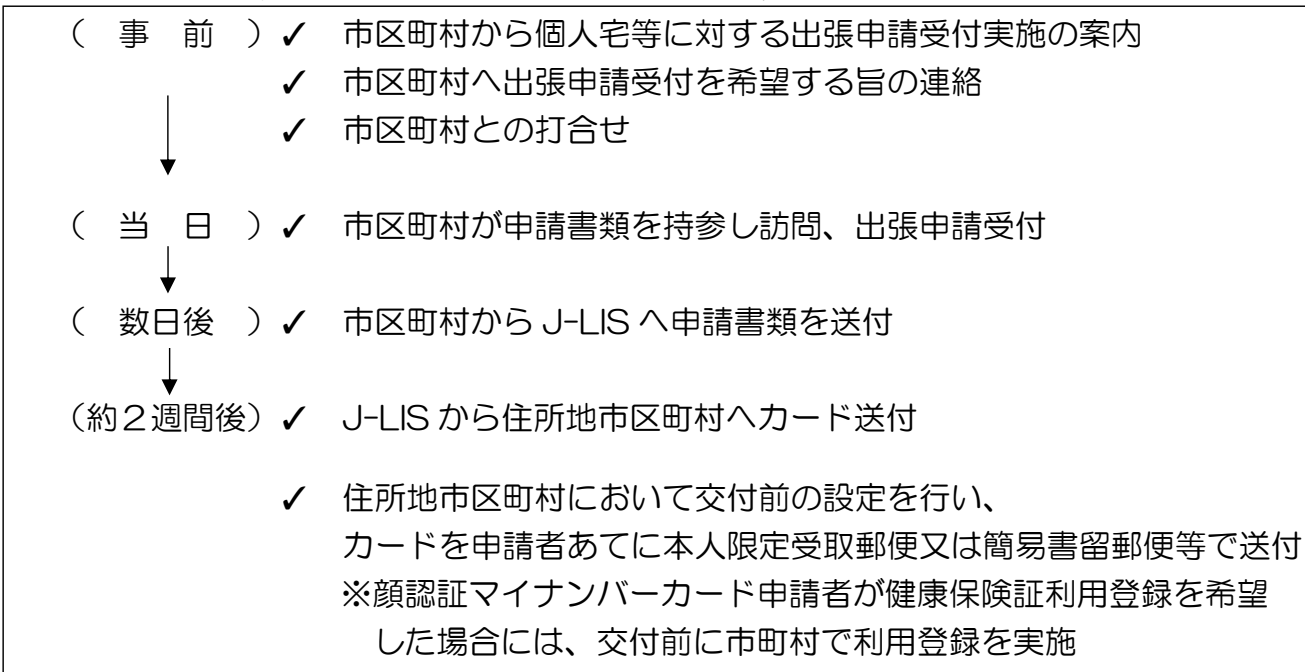 （　事　前　）✓　市区町村から個人宅等に対する出張申請受付実施の案内
✓　市区町村へ出張申請受付を希望する旨の連絡
✓　市区町村との打合せ
（　当　日　）✓　市区町村が申請書類を持参し訪問、出張申請受付
（　数日後　）✓　市区町村から J-LIS へ申請書類を送付
（約２週間後）✓　J-LIS から住所地市区町村へカード送付
✓　住所地市区町村において交付前の設定を行い、
カードを申請者あてに本人限定受取郵便又は簡易書留郵便等で送付
※顔認証マイナンバーカード申請者が健康保険証利用登録を希望
した場合には、交付前に市町村で利用登録を実施